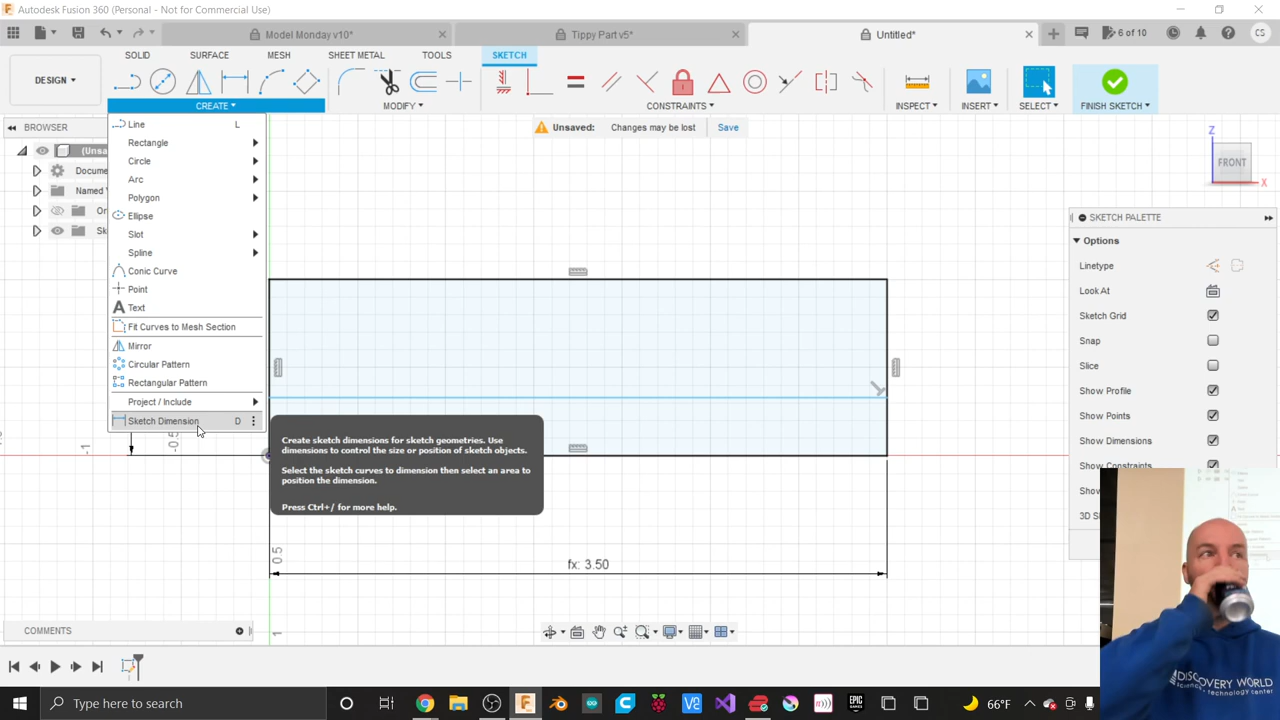 Autodesk Fusion 360 (Personal - Not for Commercial Use)
Model Monday v10*
Tippy Part v5*
Untitled*
6 of 10
CS
DESIGN
SOLID
SURFACE
MESH
SHEET METAL
TOOLS
SKETCH
CREATE
MODIFY
CONSTRAINTS
INSPECT
INSERT
SELECT
FINISH SKETCH
BROWSER
Unsaved:
Changes may be lost
Save
(Unsa
Docume
Named
Or
Sk
Line
L
Rectangle
Circle
Arc
Polygon
Ellipse
Slot
Spline
Conic Curve
Point
Text
Fit Curves to Mesh Section
Mirror
Circular Pattern
Rectangular Pattern
Project / Include
Sketch Dimension
D
Create sketch dimensions for sketch geometries. Use
dimensions to control the size or position of sketch objects.
Select the sketch curves to dimension then select an area to
position the dimension.
Press Ctrl+/ for more help.
-1
-0.5
0.5
1
fx: 3.50
Z
FRONT
X
SKETCH PALETTE
Options
Linetype
Look At
Sketch Grid
Snap
Slice
Show Profile
Show Points
Show Dimensions
Show Constraints
Sho
3D S
DISCOVERY WORLD
COMMENTS
Type here to search
66°F